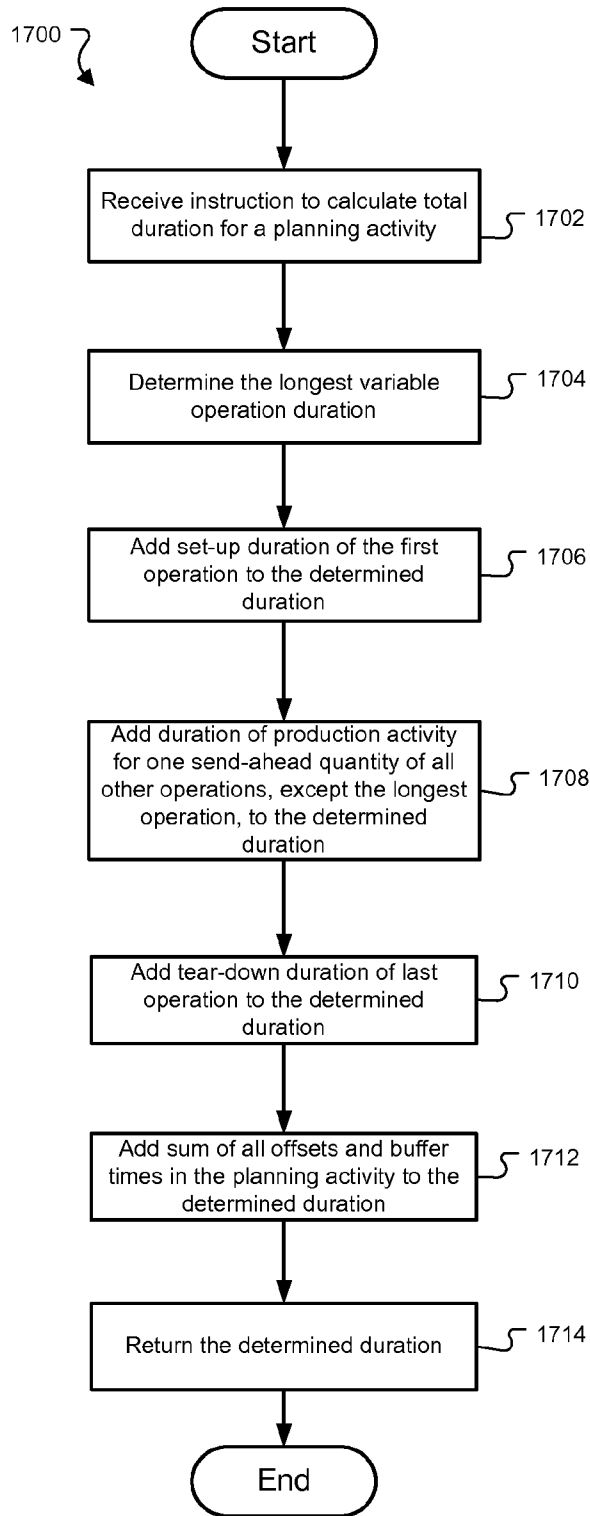 1700
Start
Receive instruction to calculate total
duration for a planning activity
1702
Determine the longest variable
operation duration
1704
Add set-up duration of the first
operation to the determined
duration
1706
Add duration of production activity
for one send-ahead quantity of all
other operations, except the longest
operation, to the determined
duration
1708
Add tear-down duration of last
operation to the determined
duration
1710
Add sum of all offsets and buffer
times in the planning activity to the
determined duration
1712
Return the determined duration
1714
End